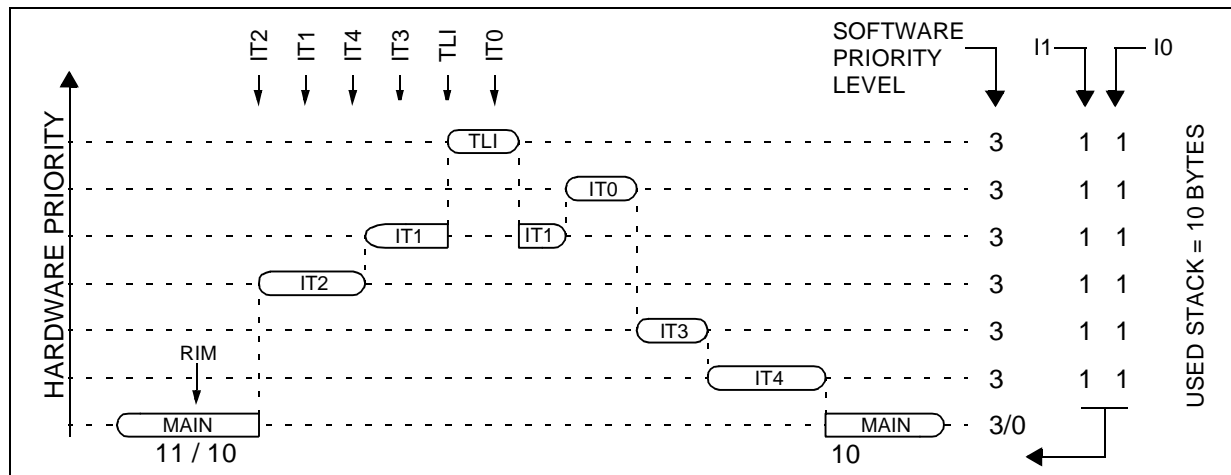 IT2
IT1
IT4
IT3
TLI
IT0
SOFTWARE
PRIORITY
LEVEL
I1
I0
HARDWARE PRIORITY
TLI
3
1 1
IT0
3
1 1
IT1
IT1
3
1 1
IT2
3
1 1
IT3
3
1 1
RIM
IT4
3
1 1
MAIN
MAIN
3/0
11 / 10
10
USED STACK = 10 BYTES